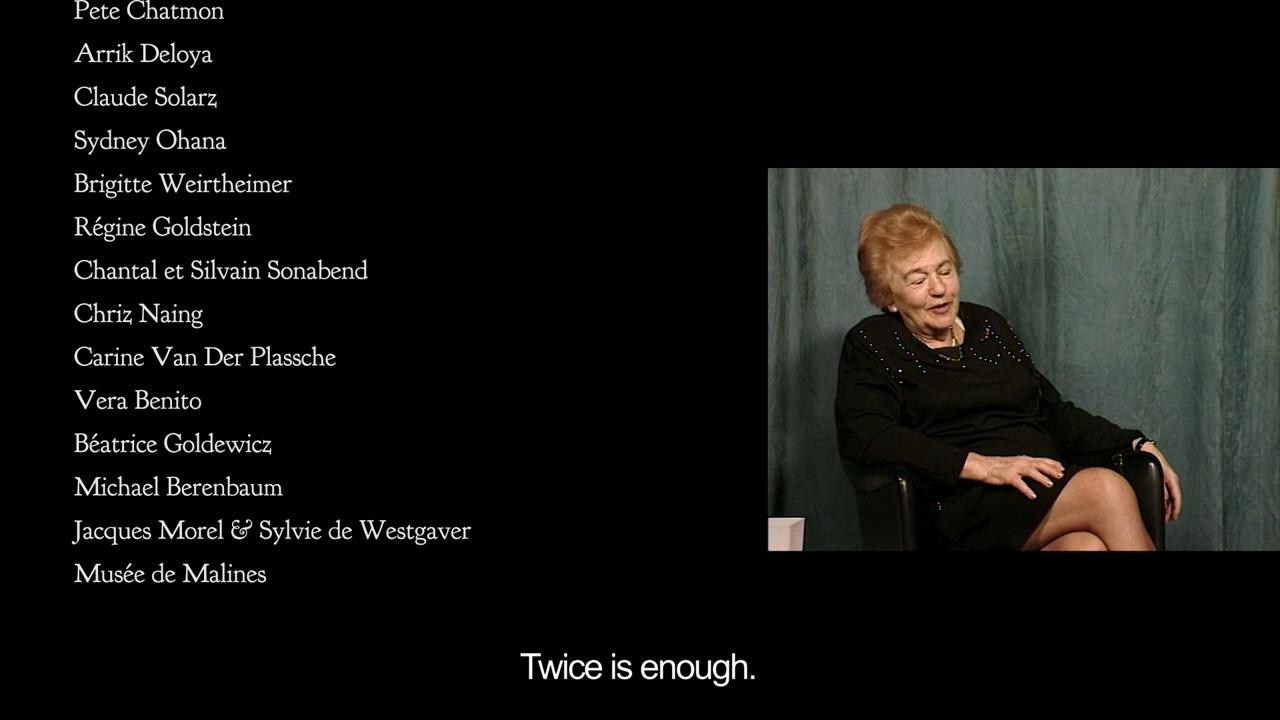 Pete Chatmon
Arrik Deloya
Claude Solarz
Sydney Ohana
Brigitte Weirtheimer
Régine Goldstein
Chantal et Silvain Sonabend
Chriz Naing
Carine Van Der Plassche
Vera Benito
Béatrice Goldewicz
Michael Berenbaum
Jacques Morel & Sylvie de Westgaver
Musée de Malines
Twice is enough.